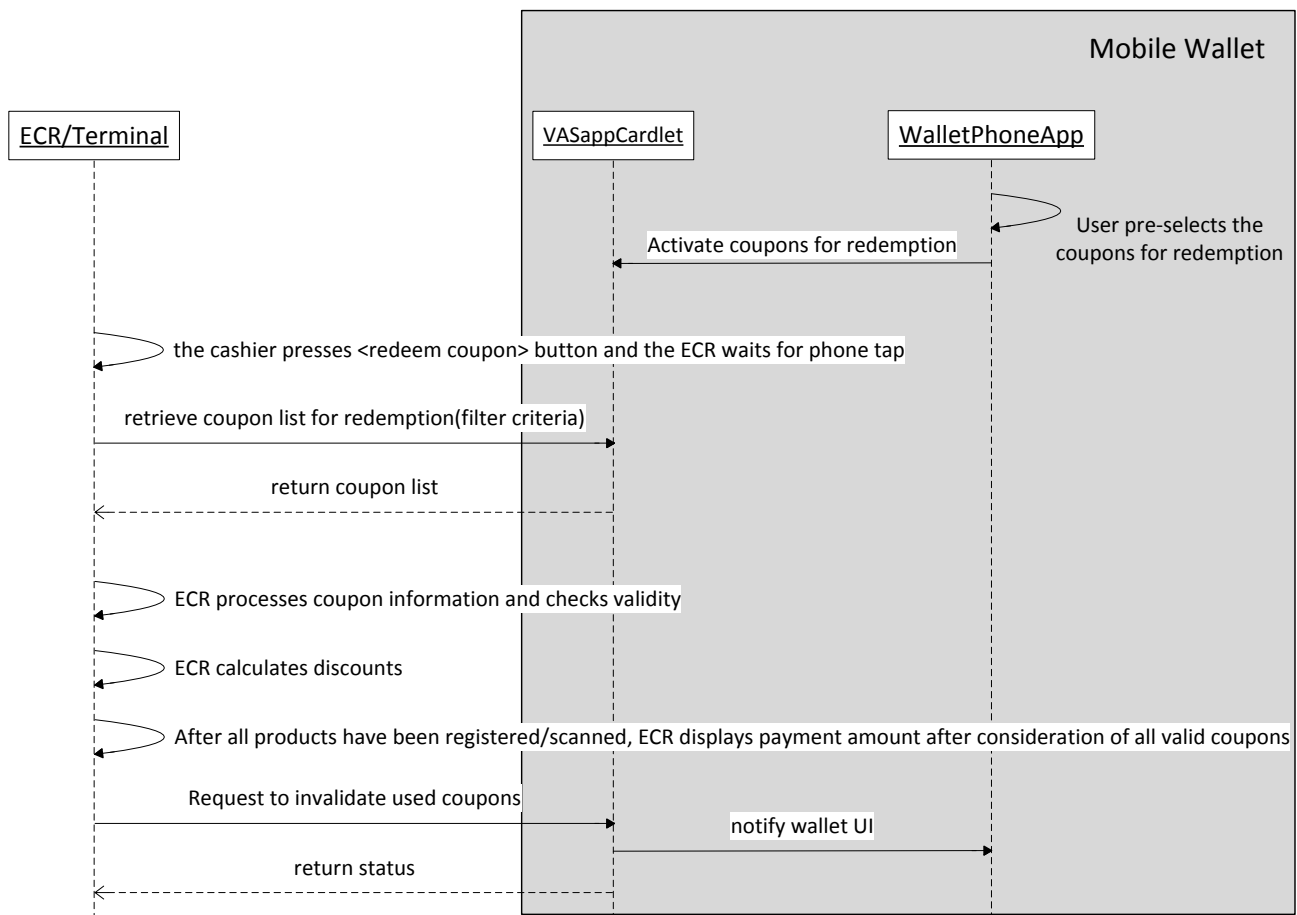 Mobile Wallet
ECR/Terminal
VASappCardlet
WalletPhoneApp
User pre-selects the
coupons for redemption
Activate coupons for redemption
the cashier presses <redeem coupon> button and the ECR waits for phone tap
retrieve coupon list for redemption(filter criteria)
return coupon list
ECR processes coupon information and checks validity
ECR calculates discounts
After all products have been registered/scanned, ECR displays payment amount after consideration of all valid coupons
Request to invalidate used coupons
notify wallet UI
return status